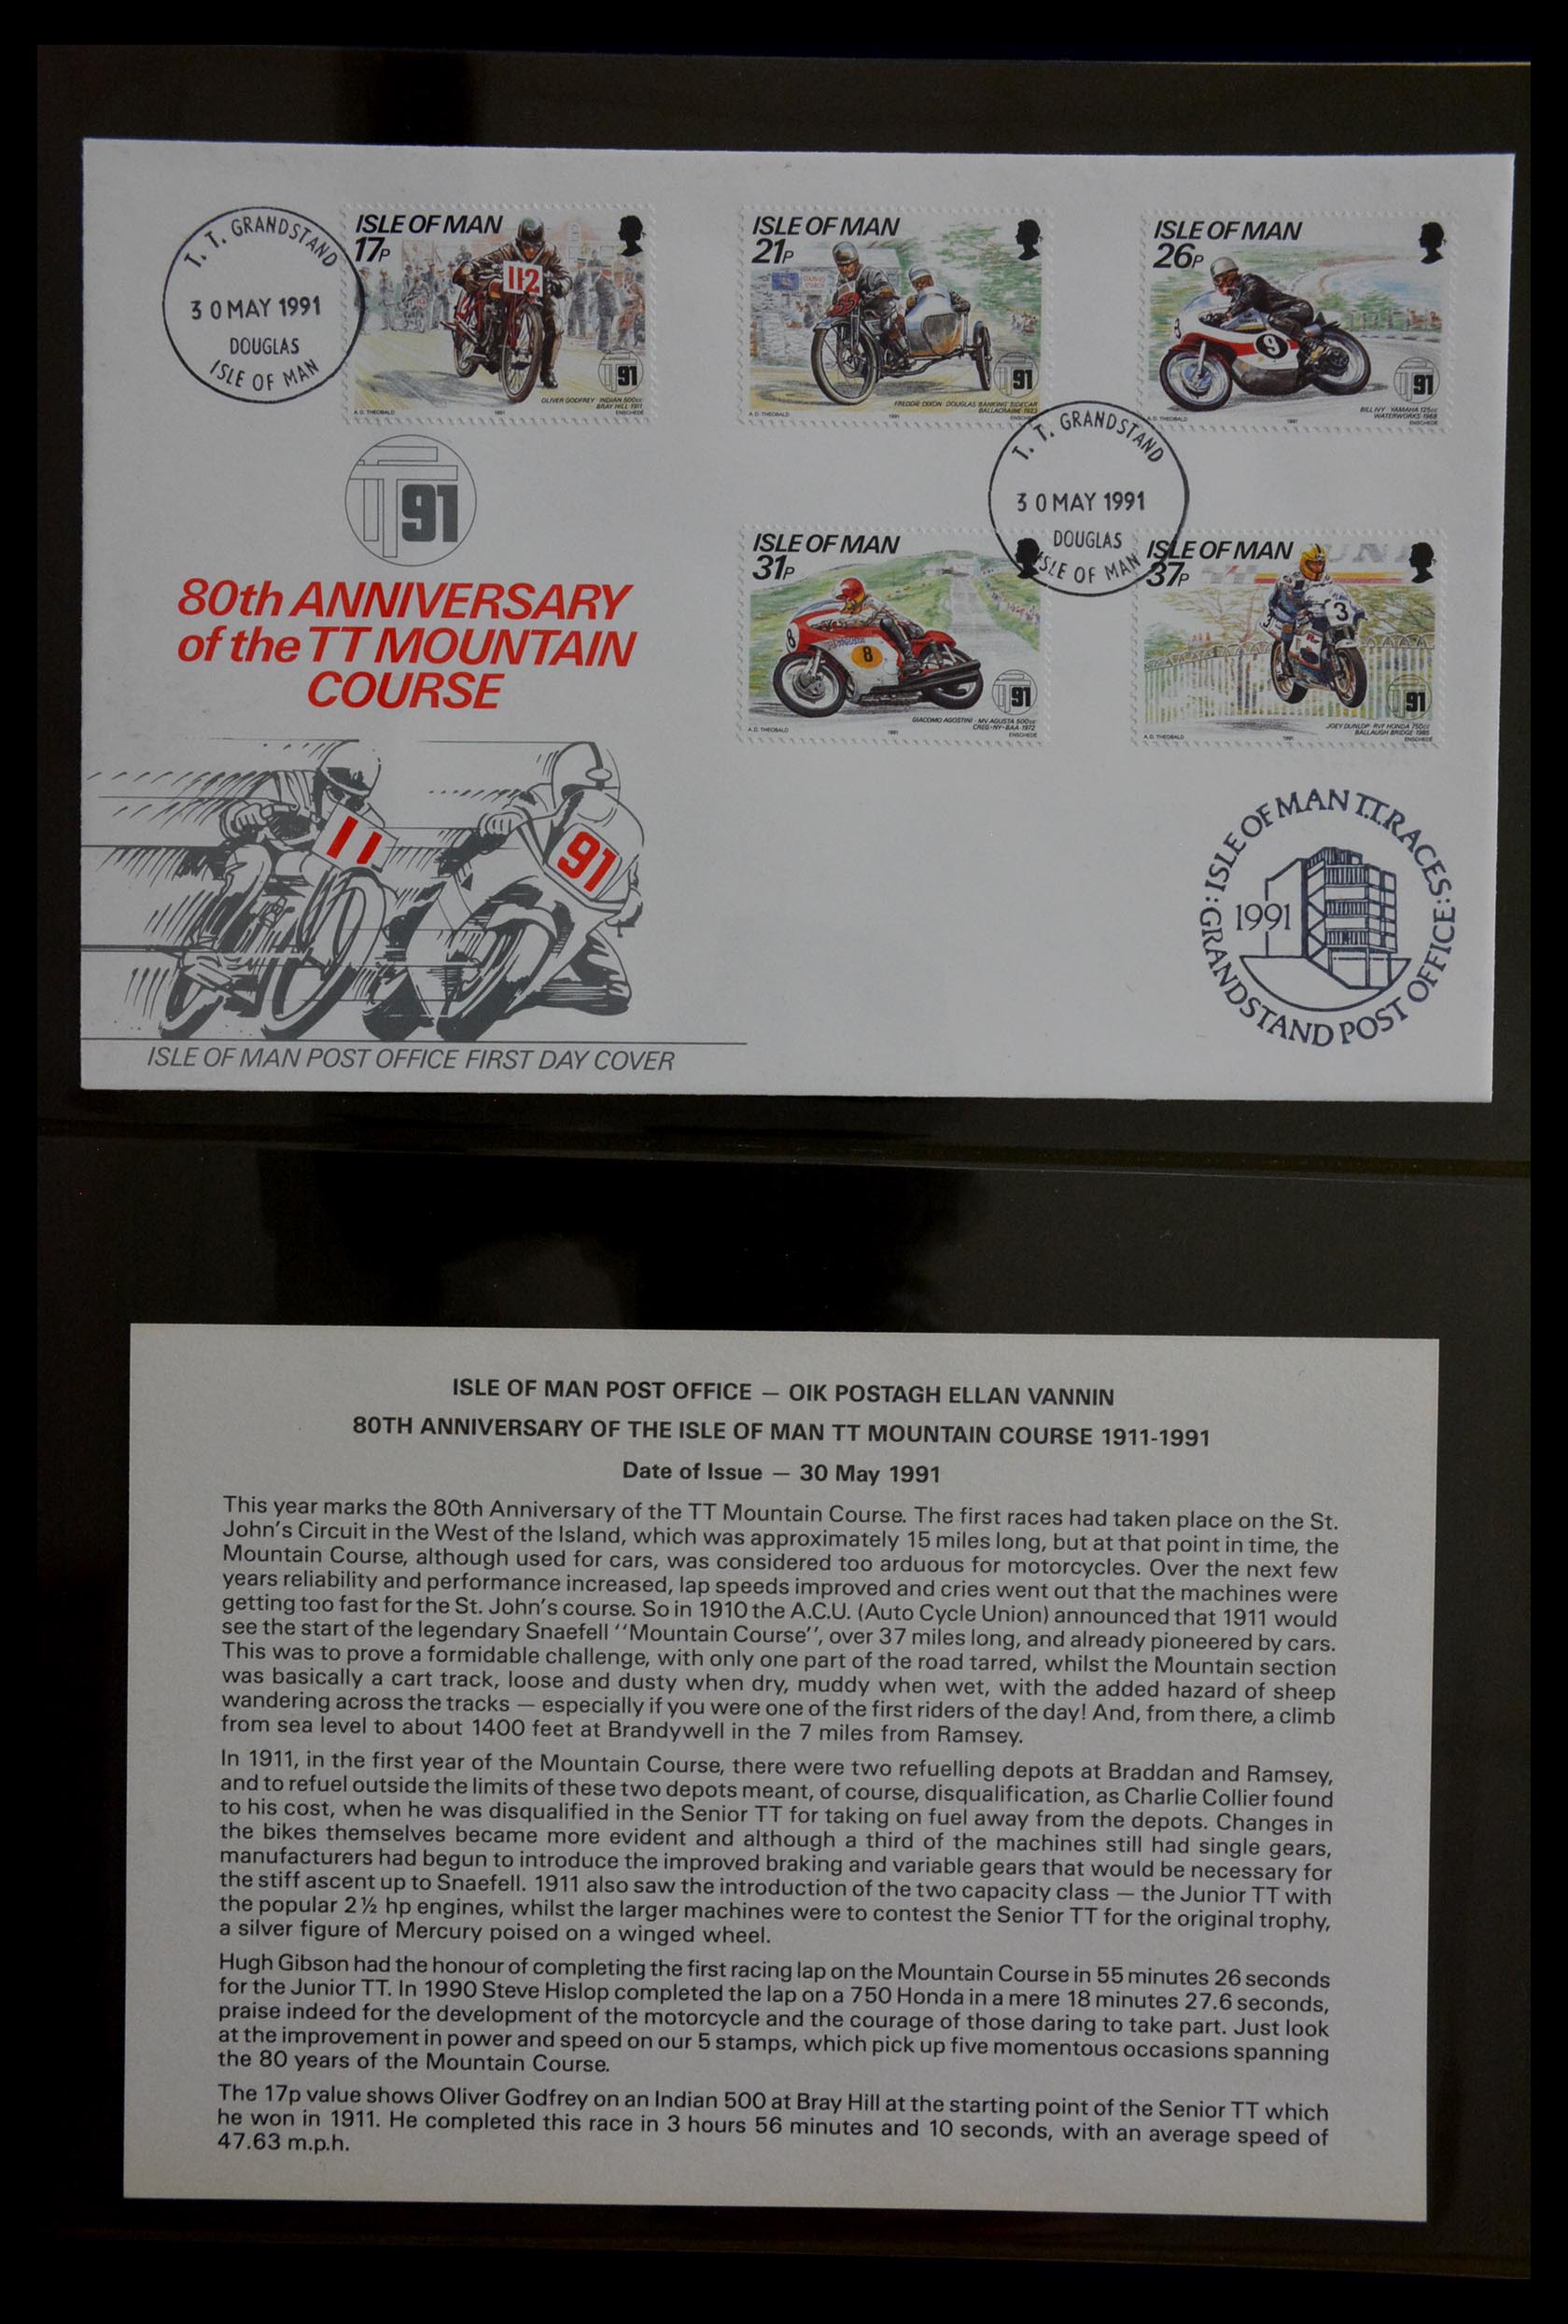 T. T. GRANDSTAND
30 MAY 1991
DOUGLAS
ISLE OF MAN
ISLE OF MAN
17P
112
91
OLIVER GODFREY · INDIAN 500cc
BRAY HILL 1911
A.D. THEOBALD
1991
ENSCHEDE
ISLE OF MAN
21P
55
91
FREDDIE DIXON · DOUGLAS 'BANKING' SIDECAR
BALLACRAINE 1923
A.D. THEOBALD
1991
ENSCHEDE
ISLE OF MAN
26P
9
91
BILL IVY · YAMAHA 125cc
WATERWORKS 1968
A.D. THEOBALD
1991
ENSCHEDE
T. T. GRANDSTAND
30 MAY 1991
DOUGLAS
ISLE OF MAN
TT91
ISLE OF MAN
31P
8
8
91
GIACOMO AGOSTINI · MV AGUSTA 500cc
CREG-NY-BAA 1972
A.D. THEOBALD
1991
ENSCHEDE
ISLE OF MAN
37P
3
3
91
JOEY DUNLOP · RVF HONDA 750cc
BALLAUGH BRIDGE 1985
A.D. THEOBALD
1991
ENSCHEDE
80th ANNIVERSARY
of the TT MOUNTAIN
COURSE
11
91
ISLE OF MAN POST OFFICE FIRST DAY COVER
: ISLE OF MAN T.T. RACES :
1991
GRANDSTAND POST OFFICE
ISLE OF MAN POST OFFICE — OIK POSTAGH ELLAN VANNIN
80TH ANNIVERSARY OF THE ISLE OF MAN TT MOUNTAIN COURSE 1911-1991
Date of Issue — 30 May 1991
This year marks the 80th Anniversary of the TT Mountain Course. The first races had taken place on the St.
John's Circuit in the West of the Island, which was approximately 15 miles long, but at that point in time, the
Mountain Course, although used for cars, was considered too arduous for motorcycles. Over the next few
years reliability and performance increased, lap speeds improved and cries went out that the machines were
getting too fast for the St. John's course. So in 1910 the A.C.U. (Auto Cycle Union) announced that 1911 would
see the start of the legendary Snaefell ''Mountain Course'', over 37 miles long, and already pioneered by cars.
This was to prove a formidable challenge, with only one part of the road tarred, whilst the Mountain section
was basically a cart track, loose and dusty when dry, muddy when wet, with the added hazard of sheep
wandering across the tracks — especially if you were one of the first riders of the day! And, from there, a climb
from sea level to about 1400 feet at Brandywell in the 7 miles from Ramsey.
In 1911, in the first year of the Mountain Course, there were two refuelling depots at Braddan and Ramsey,
and to refuel outside the limits of these two depots meant, of course, disqualification, as Charlie Collier found
to his cost, when he was disqualified in the Senior TT for taking on fuel away from the depots. Changes in
the bikes themselves became more evident and although a third of the machines still had single gears,
manufacturers had begun to introduce the improved braking and variable gears that would be necessary for
the stiff ascent up to Snaefell. 1911 also saw the introduction of the two capacity class — the Junior TT with
the popular 2½ hp engines, whilst the larger machines were to contest the Senior TT for the original trophy,
a silver figure of Mercury poised on a winged wheel.
Hugh Gibson had the honour of completing the first racing lap on the Mountain Course in 55 minutes 26 seconds
for the Junior TT. In 1990 Steve Hislop completed the lap on a 750 Honda in a mere 18 minutes 27.6 seconds,
praise indeed for the development of the motorcycle and the courage of those daring to take part. Just look
at the improvement in power and speed on our 5 stamps, which pick up five momentous occasions spanning
the 80 years of the Mountain Course.
The 17p value shows Oliver Godfrey on an Indian 500 at Bray Hill at the starting point of the Senior TT which
he won in 1911. He completed this race in 3 hours 56 minutes and 10 seconds, with an average speed of
47.63 m.p.h.